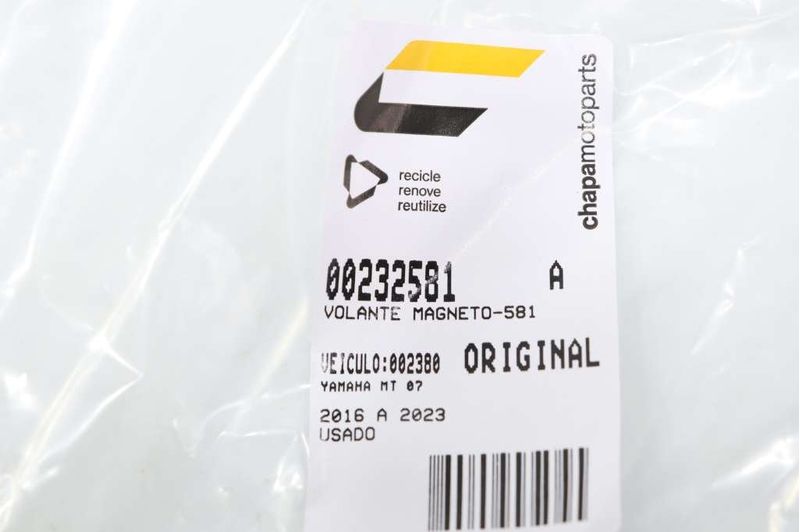 chapamotoparts
recicle
renove
reutilize
00232581 A
VOLANTE MAGNETO-581
VEICULO:002380 ORIGINAL
YAMAHA MT 07
2016 A 2023
USADO